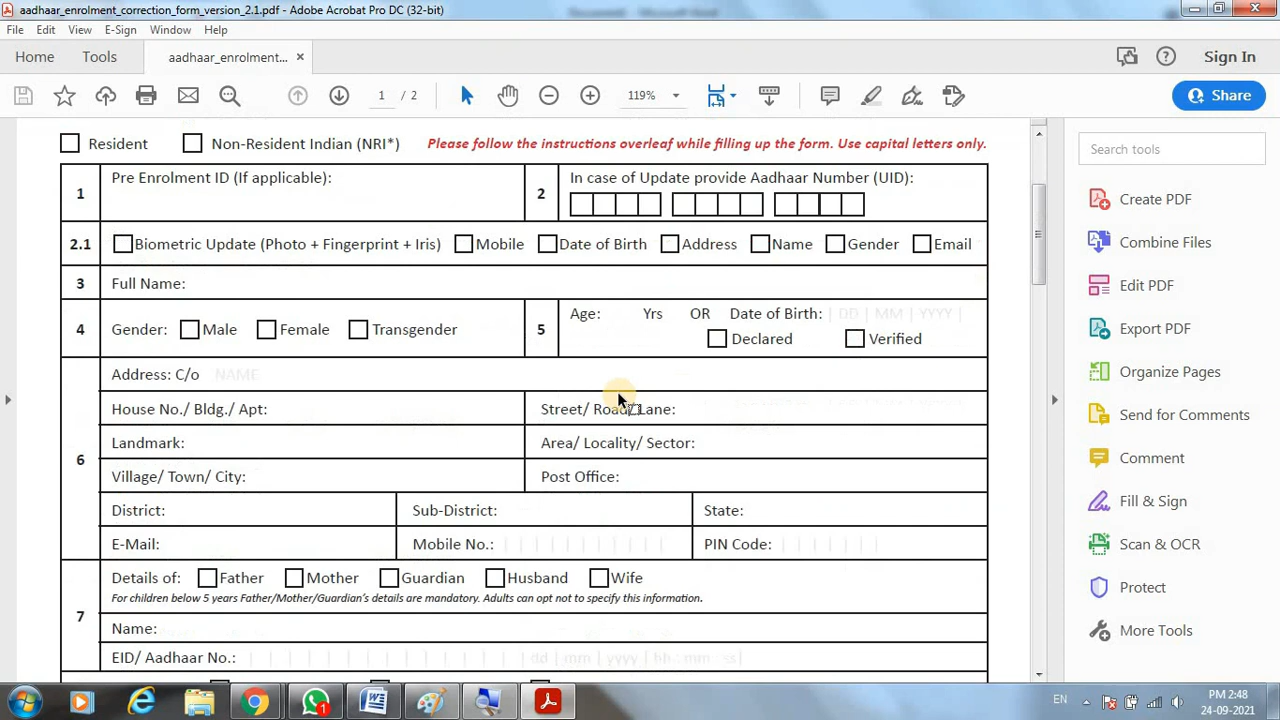 aadhaar_enrolment_correction_form_version_2.1.pdf - Adobe Acrobat Pro DC (32-bit)
File Edit View E-Sign Window Help
Home Tools aadhaar_enrolment... × Sign In
1 / 2 119% Share
Resident Non-Resident Indian (NRI*) Please follow the instructions overleaf while filling up the form. Use capital letters only.
1 Pre Enrolment ID (If applicable): 2 In case of Update provide Aadhaar Number (UID):
2.1 Biometric Update (Photo + Fingerprint + Iris) Mobile Date of Birth Address Name Gender Email
3 Full Name:
4 Gender: Male Female Transgender 5 Age: Yrs OR Date of Birth: | DD | MM | YYYY |
Declared Verified
6 Address: C/o NAME
House No./ Bldg./ Apt: Street/ Road/ Lane:
Landmark: Area/ Locality/ Sector:
Village/ Town/ City: Post Office:
District: Sub-District: State:
E-Mail: Mobile No.: PIN Code:
7 Details of: Father Mother Guardian Husband Wife
For children below 5 years Father/Mother/Guardian's details are mandatory. Adults can opt not to specify this information.
Name:
EID/ Aadhaar No.: dd | mm | yyyy | hh : mm : ss |
Search tools
Create PDF
Combine Files
Edit PDF
Export PDF
Organize Pages
Send for Comments
Comment
Fill & Sign
Scan & OCR
Protect
More Tools
1
EN
PM 2:48
24-09-2021